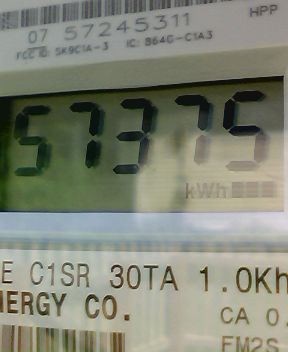 HPP
07 57245311
FCC ID: SK9C1A-3 IC: 864G-C1A3
57375
kWh
E C1SR 30TA 1.0Kh
NERGY CO.
CA 0.
FM2S